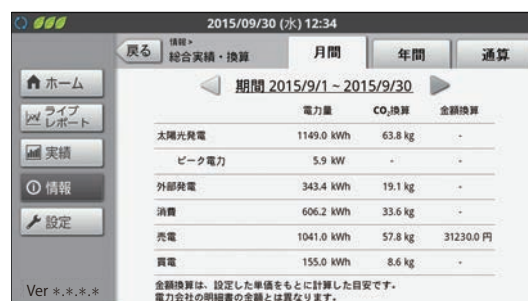 2015/09/30 (水) 12:34
戻る
情報 >
総合実績・換算
月間
年間
通算
ホーム
ライブ
レポート
実績
情報
設定
Ver *.*.*.*
期間 2015/9/1 ~ 2015/9/30
電力量 CO₂換算 金額換算
太陽光発電 1149.0 kWh 63.8 kg -
ピーク電力 5.9 kW - -
外部発電 343.4 kWh 19.1 kg -
消費 606.2 kWh 33.6 kg -
売電 1041.0 kWh 57.8 kg 31230.0 円
買電 155.0 kWh 8.6 kg -
金額換算は、設定した単価をもとに計算した目安です。
電力会社の明細書の金額とは異なります。